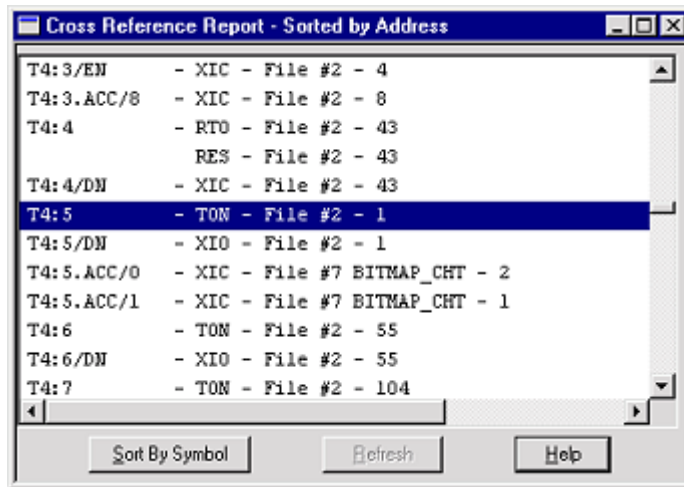 Cross Reference Report - Sorted by Address
T4:3/EN - XIC - File #2 - 4
T4:3.ACC/8 - XIC - File #2 - 8
T4:4 - RTO - File #2 - 43
RES - File #2 - 43
T4:4/DN - XIC - File #2 - 43
T4:5 - TON - File #2 - 1
T4:5/DN - XIO - File #2 - 1
T4:5.ACC/0 - XIC - File #7 BITMAP_CHT - 2
T4:5.ACC/1 - XIC - File #7 BITMAP_CHT - 1
T4:6 - TON - File #2 - 55
T4:6/DN - XIO - File #2 - 55
T4:7 - TON - File #2 - 104
Sort By Symbol Refresh Help